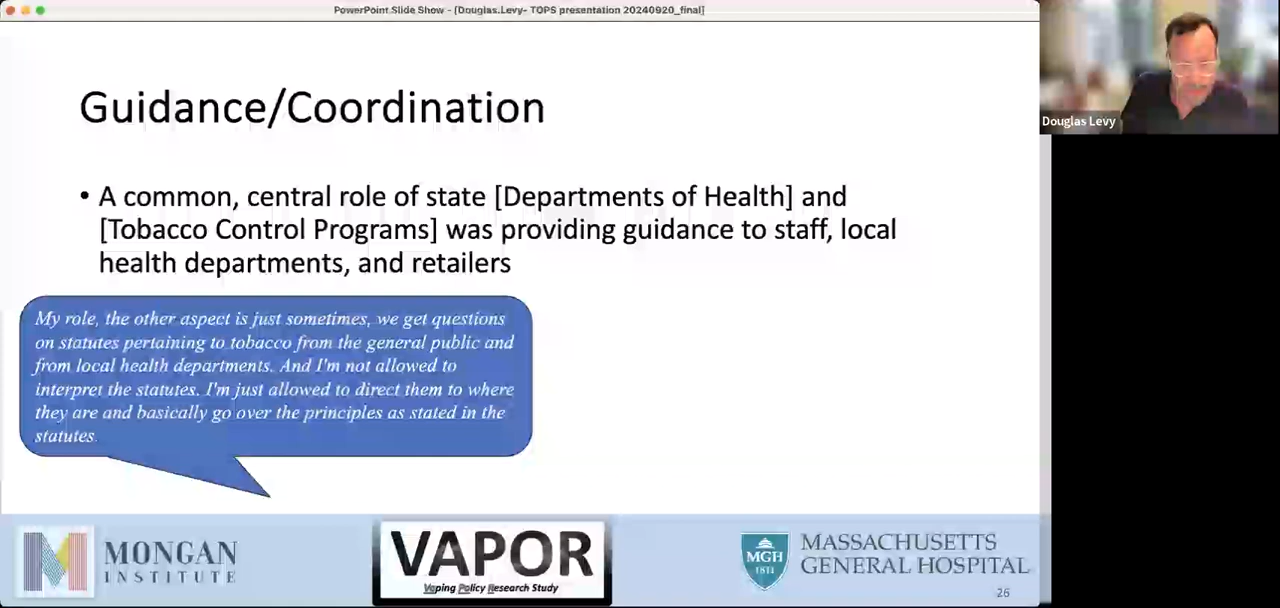 PowerPoint Slide Show - [Douglas.Levy- TOPS presentation 20240920_final]
Guidance/Coordination
• A common, central role of state [Departments of Health] and
[Tobacco Control Programs] was providing guidance to staff, local
health departments, and retailers
My role, the other aspect is just sometimes, we get questions
on statutes pertaining to tobacco from the general public and
from local health departments. And I'm not allowed to
interpret the statutes. I'm just allowed to direct them to where
they are and basically go over the principles as stated in the
statutes.
Douglas Levy
MONGAN
INSTITUTE
VAPOR
Vaping Policy Research Study
MGH
1811
MASSACHUSETTS
GENERAL HOSPITAL
26